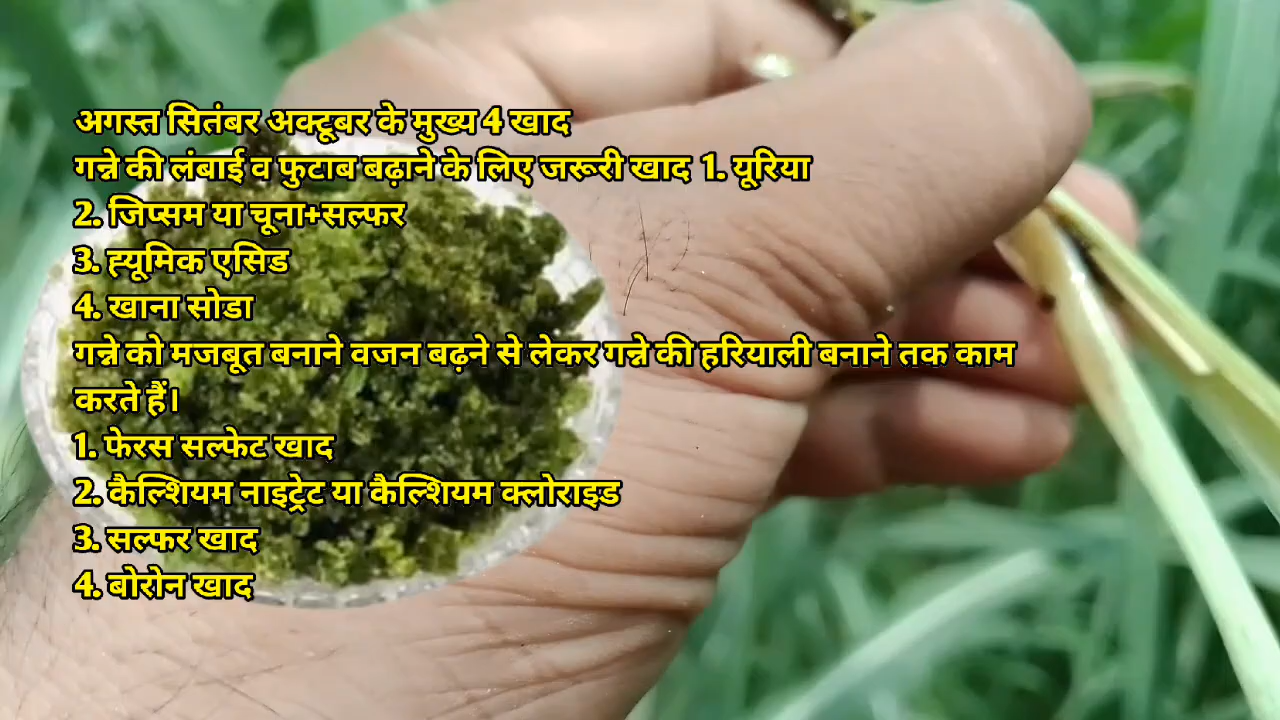 अगस्त सितंबर अक्टूबर के मुख्य 4 खाद
गन्ने की लंबाई व फुटाब बढ़ाने के लिए जरूरी खाद 1. यूरिया
2. जिप्सम या चूना+सल्फर
3. ह्यूमिक एसिड
4. खाना सोडा
गन्ने को मजबूत बनाने वजन बढ़ने से लेकर गन्ने की हरियाली बनाने तक काम
करते हैं।
1. फेरस सल्फेट खाद
2. कैल्शियम नाइट्रेट या कैल्शियम क्लोराइड
3. सल्फर खाद
4. बोरोन खाद